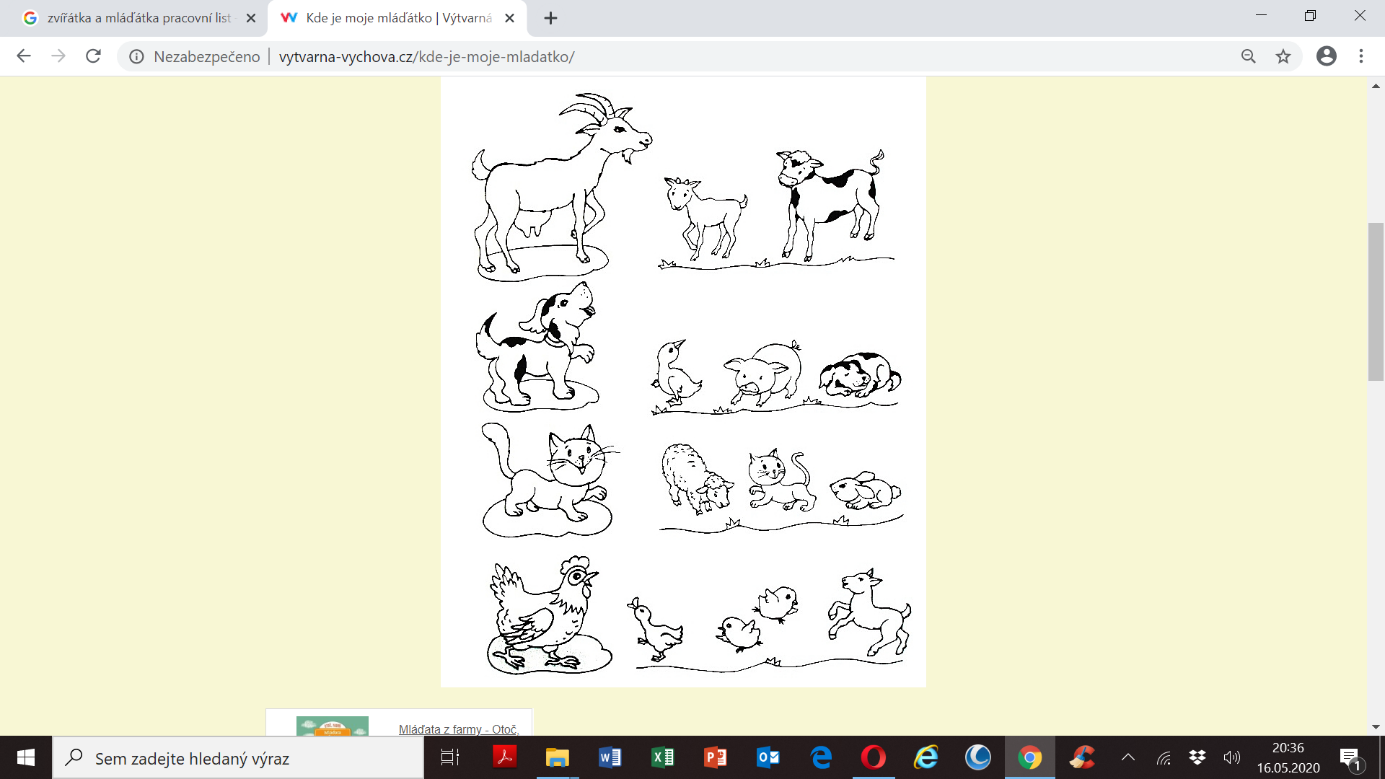 zvířátka a mláďátka pracovní list
Kde je moje mláďátko | Výtvarná
Nezabezpečeno
vytvarna-vychova.cz/kde-je-moje-mladatko/
Mláďata z farmy - Otoč,
Sem zadejte hledaný výraz
20:36
16.05.2020
1